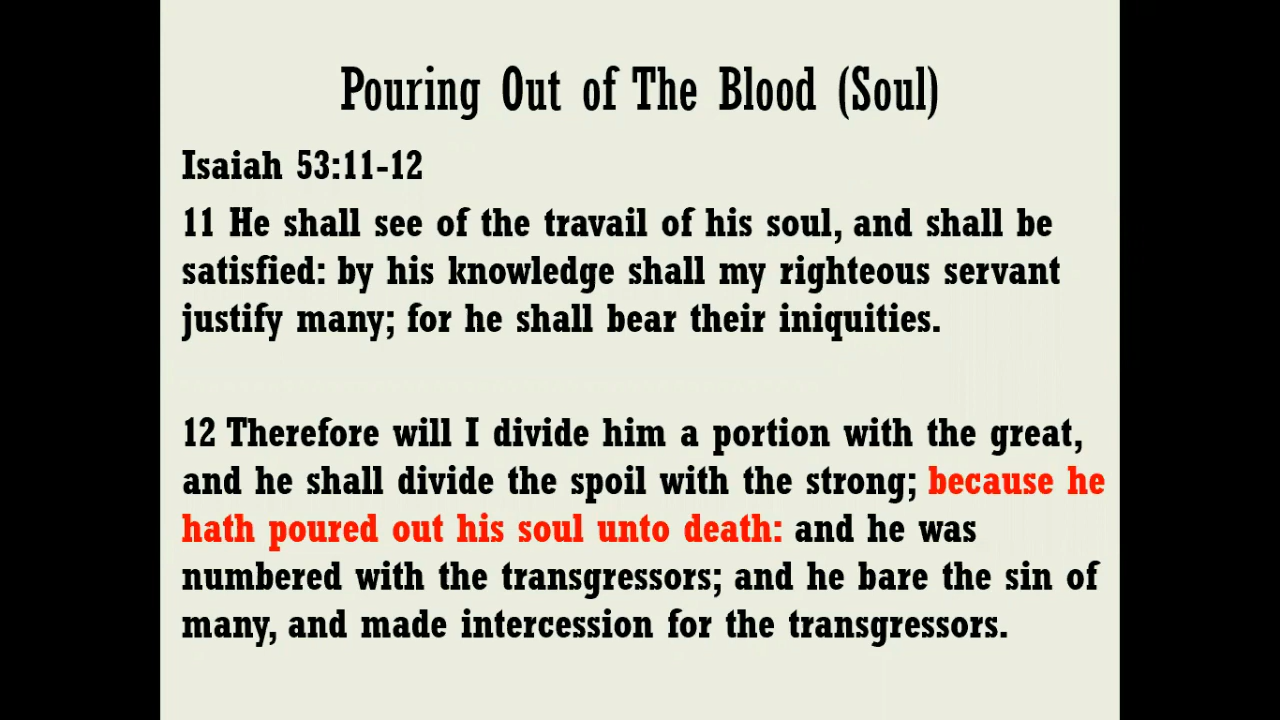 Pouring Out of The Blood (Soul)
Isaiah 53:11-12
11 He shall see of the travail of his soul, and shall be
satisfied: by his knowledge shall my righteous servant
justify many; for he shall bear their iniquities.
12 Therefore will I divide him a portion with the great,
and he shall divide the spoil with the strong; because he
hath poured out his soul unto death: and he was
numbered with the transgressors; and he bare the sin of
many, and made intercession for the transgressors.